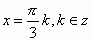 x = π/3 k, k ∈ z